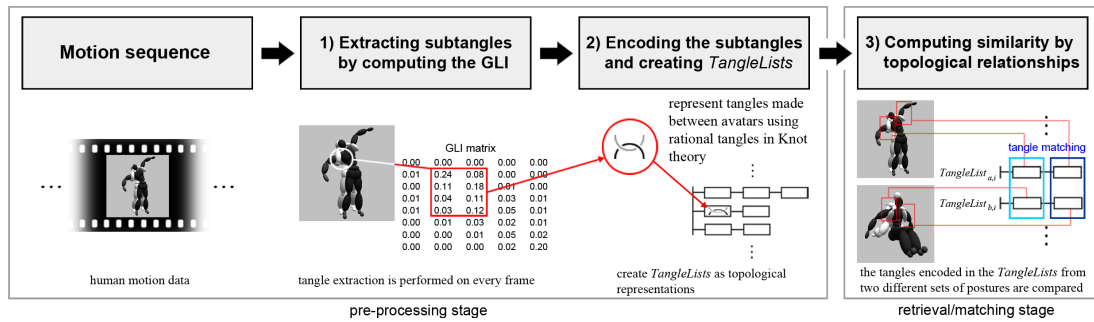 Motion sequence
1) Extracting subtangles
by computing the GLI
2) Encoding the subtangles
and creating TangleLists
3) Computing similarity by
topological relationships
human motion data
GLI matrix
0.00 0.00 0.00 0.00 0.00
0.01 0.24 0.08 0.00 0.00
0.00 0.11 0.18 0.01 0.00
0.01 0.04 0.11 0.03 0.01
0.01 0.03 0.12 0.05 0.01
0.00 0.01 0.03 0.02 0.01
0.00 0.00 0.00 0.05 0.02
0.00 0.00 0.00 0.02 0.20
tangle extraction is performed on every frame
represent tangles made
between avatars using
rational tangles in Knot
theory
create TangleLists as topological
representations
tangle matching
TangleList a,i
TangleList b,i
the tangles encoded in the TangleLists from
two different sets of postures are compared
pre-processing stage
retrieval/matching stage